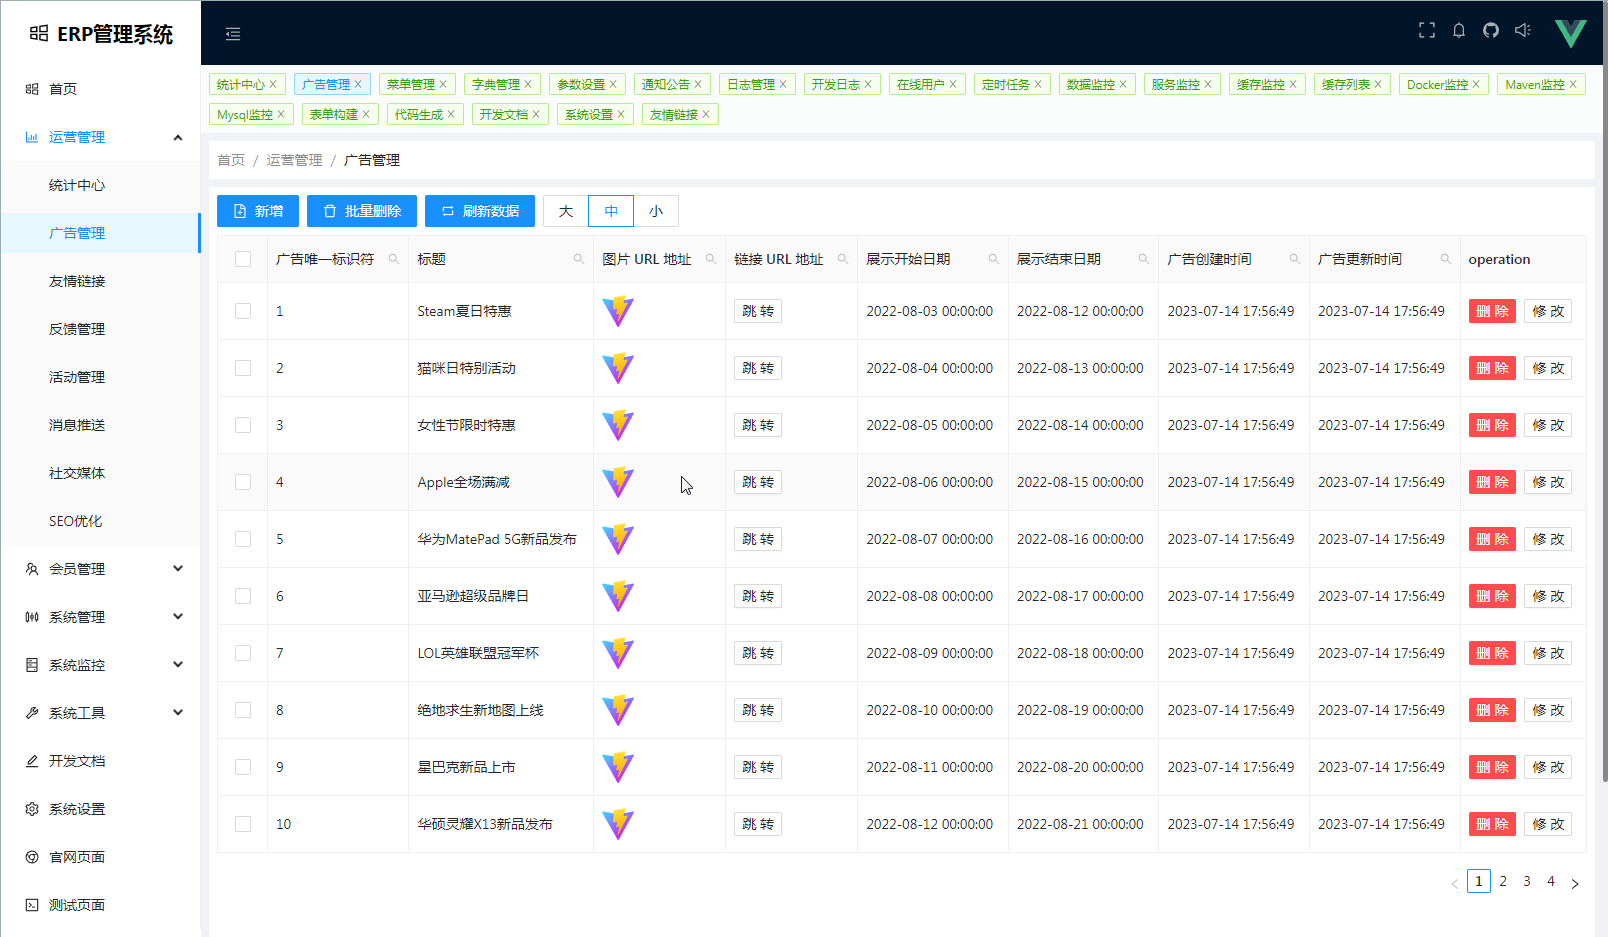 ERP管理系统
首页
运营管理
统计中心
广告管理
友情链接
反馈管理
活动管理
消息推送
社交媒体
SEO优化
会员管理
系统管理
系统监控
系统工具
开发文档
系统设置
官网页面
测试页面
统计中心 广告管理 菜单管理 字典管理 参数设置 通知公告 日志管理 开发日志 在线用户 定时任务 数据监控 服务监控 缓存监控 缓存列表 Docker监控 Maven监控
Mysql监控 表单构建 代码生成 开发文档 系统设置 友情链接
首页 / 运营管理 / 广告管理
新增 批量删除 刷新数据 大 中 小
广告唯一标识符 标题 图片 URL 地址 链接 URL 地址 展示开始日期 展示结束日期 广告创建时间 广告更新时间 operation
1 Steam夏日特惠 跳 转 2022-08-03 00:00:00 2022-08-12 00:00:00 2023-07-14 17:56:49 2023-07-14 17:56:49 删 除 修 改
2 猫咪日特别活动 跳 转 2022-08-04 00:00:00 2022-08-13 00:00:00 2023-07-14 17:56:49 2023-07-14 17:56:49 删 除 修 改
3 女性节限时特惠 跳 转 2022-08-05 00:00:00 2022-08-14 00:00:00 2023-07-14 17:56:49 2023-07-14 17:56:49 删 除 修 改
4 Apple全场满减 跳 转 2022-08-06 00:00:00 2022-08-15 00:00:00 2023-07-14 17:56:49 2023-07-14 17:56:49 删 除 修 改
5 华为MatePad 5G新品发布 跳 转 2022-08-07 00:00:00 2022-08-16 00:00:00 2023-07-14 17:56:49 2023-07-14 17:56:49 删 除 修 改
6 亚马逊超级品牌日 跳 转 2022-08-08 00:00:00 2022-08-17 00:00:00 2023-07-14 17:56:49 2023-07-14 17:56:49 删 除 修 改
7 LOL英雄联盟冠军杯 跳 转 2022-08-09 00:00:00 2022-08-18 00:00:00 2023-07-14 17:56:49 2023-07-14 17:56:49 删 除 修 改
8 绝地求生新地图上线 跳 转 2022-08-10 00:00:00 2022-08-19 00:00:00 2023-07-14 17:56:49 2023-07-14 17:56:49 删 除 修 改
9 星巴克新品上市 跳 转 2022-08-11 00:00:00 2022-08-20 00:00:00 2023-07-14 17:56:49 2023-07-14 17:56:49 删 除 修 改
10 华硕灵耀X13新品发布 跳 转 2022-08-12 00:00:00 2022-08-21 00:00:00 2023-07-14 17:56:49 2023-07-14 17:56:49 删 除 修 改
1 2 3 4